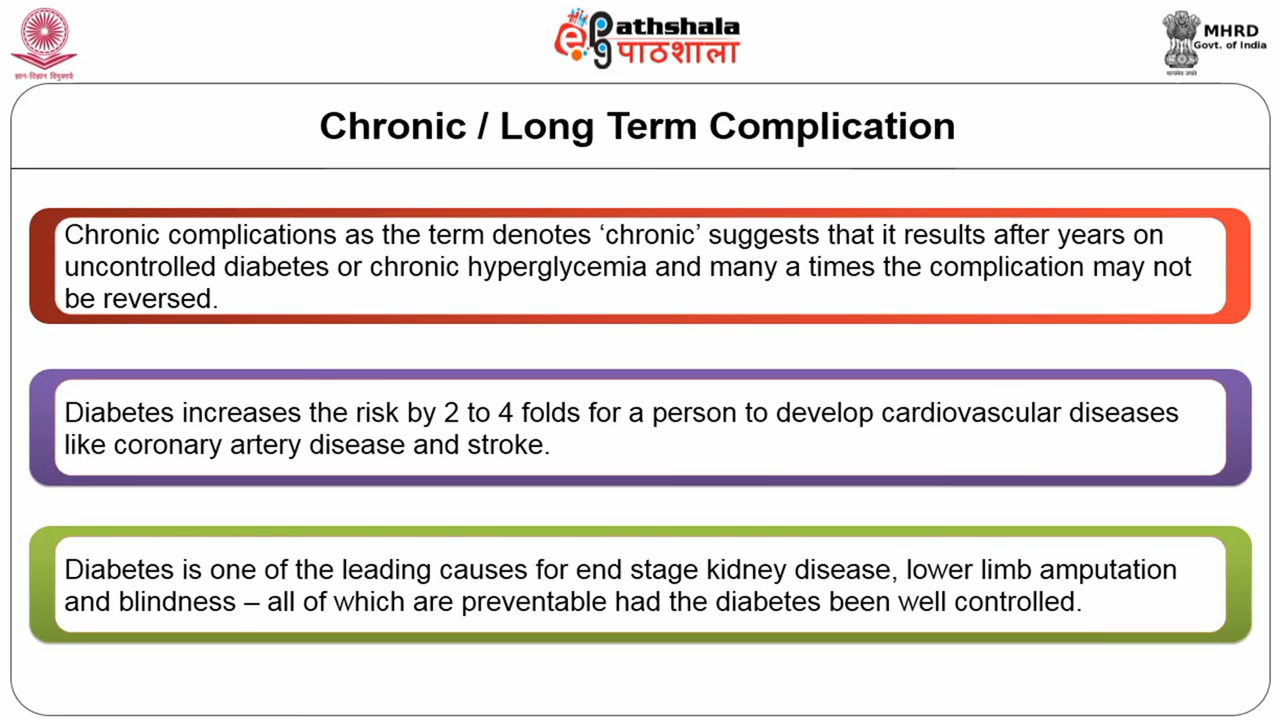 ज्ञान-विज्ञान विमुक्तये
ePathshala
पाठशाला
MHRD
Govt. of India
सत्यमेव जयते
Chronic / Long Term Complication
Chronic complications as the term denotes ‘chronic’ suggests that it results after years on
uncontrolled diabetes or chronic hyperglycemia and many a times the complication may not
be reversed.
Diabetes increases the risk by 2 to 4 folds for a person to develop cardiovascular diseases
like coronary artery disease and stroke.
Diabetes is one of the leading causes for end stage kidney disease, lower limb amputation
and blindness – all of which are preventable had the diabetes been well controlled.